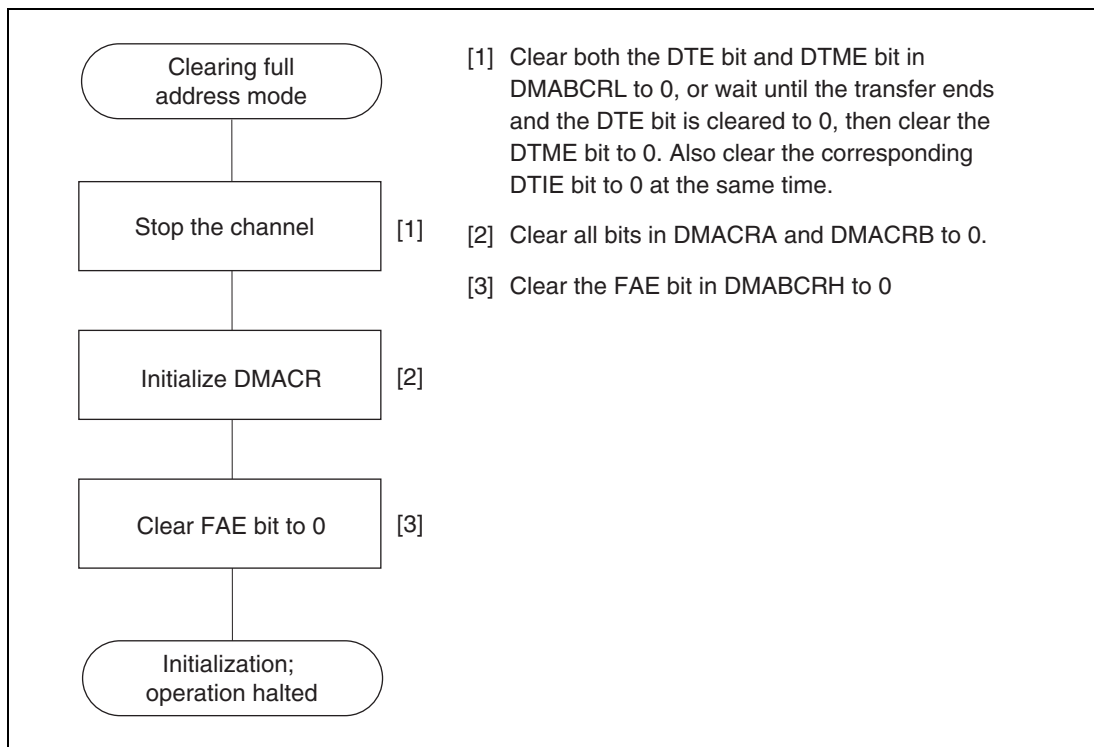 Clearing full
address mode
Stop the channel
[1]
Initialize DMACR
[2]
Clear FAE bit to 0
[3]
Initialization;
operation halted
[1] Clear both the DTE bit and DTME bit in
DMABCRL to 0, or wait until the transfer ends
and the DTE bit is cleared to 0, then clear the
DTME bit to 0. Also clear the corresponding
DTIE bit to 0 at the same time.
[2] Clear all bits in DMACRA and DMACRB to 0.
[3] Clear the FAE bit in DMABCRH to 0